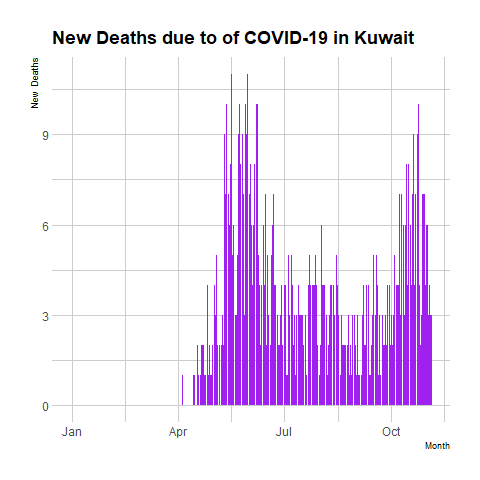 New Deaths due to of COVID-19 in Kuwait
New Deaths
9
6
3
0
Jan Apr Jul Oct
Month